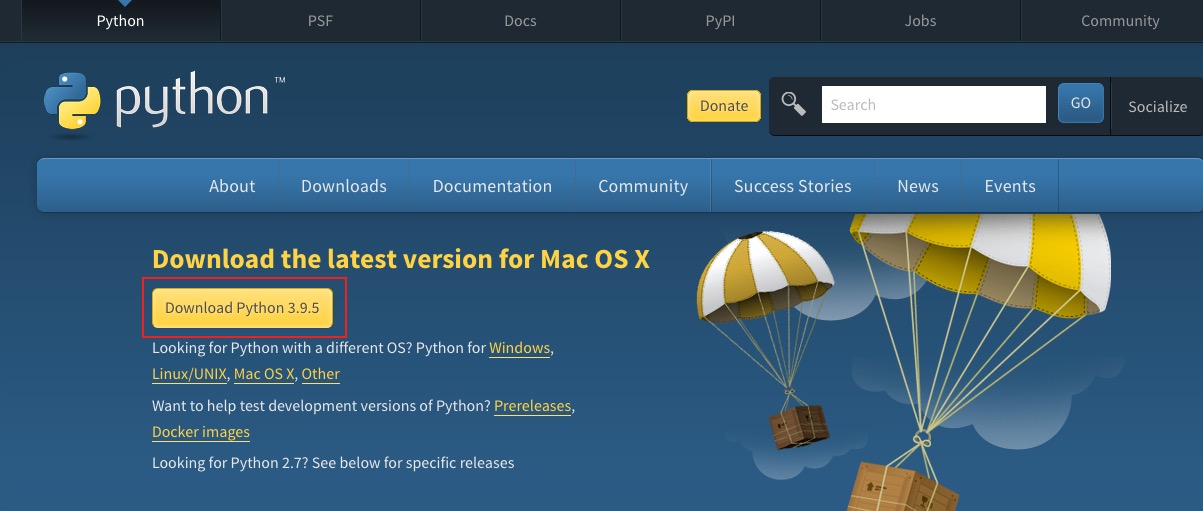 Python PSF Docs PyPI Jobs Community
python™
Donate Search GO Socialize
About Downloads Documentation Community Success Stories News Events
Download the latest version for Mac OS X
Download Python 3.9.5
Looking for Python with a different OS? Python for Windows,
Linux/UNIX, Mac OS X, Other
Want to help test development versions of Python? Prereleases,
Docker images
Looking for Python 2.7? See below for specific releases